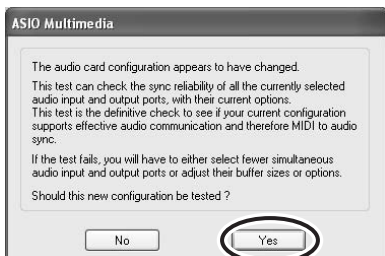 ASIO Multimedia
The audio card configuration appears to have changed.
This test can check the sync reliability of all the currently selected
audio input and output ports, with their current options.
This test is the definitive check to see if your current configuration
supports effective audio communication and therefore MIDI to audio
sync.
If the test fails, you will have to either select fewer simultaneous
audio input and output ports or adjust their buffer sizes or options.
Should this new configuration be tested ?
No
Yes